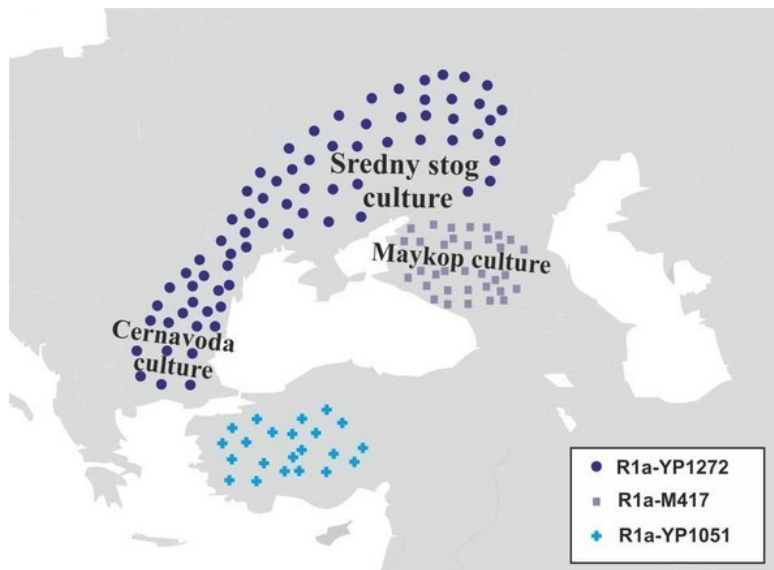 Sredny stog
culture
Maykop culture
Cernavoda
culture
R1a-YP1272
R1a-M417
R1a-YP1051